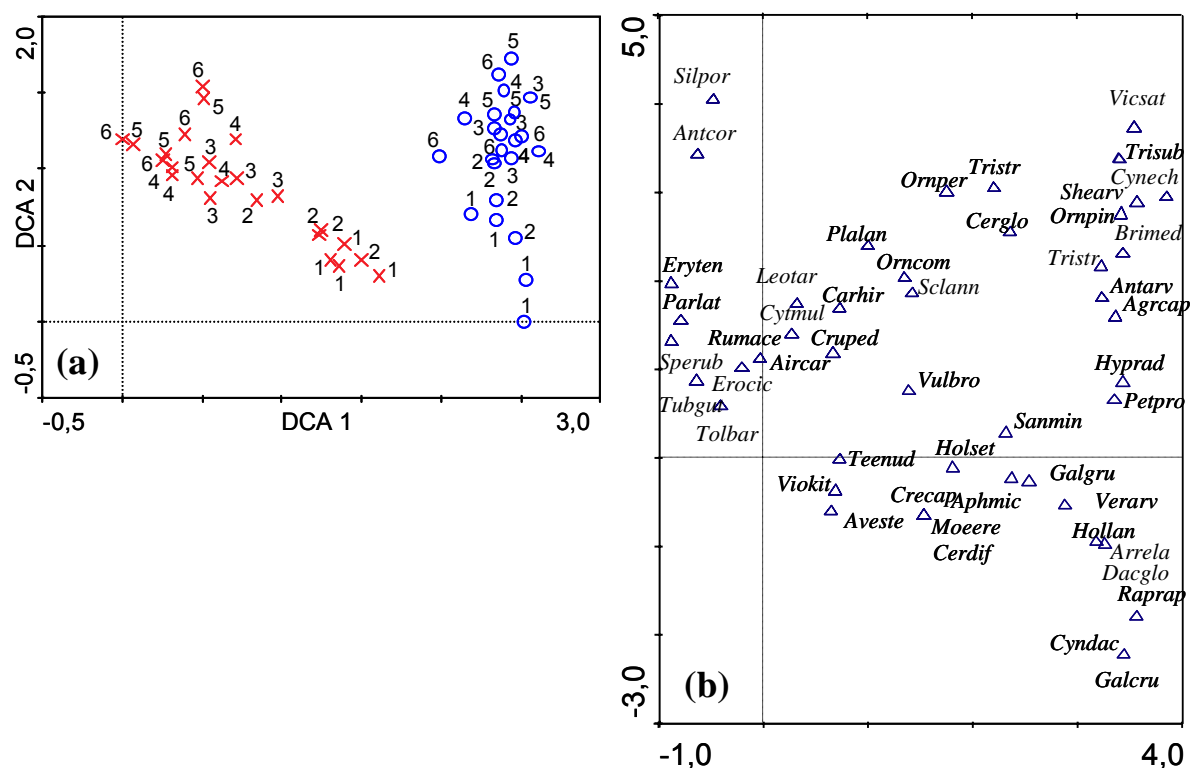 2,0
DCA 2
-0,5
-0,5
DCA 1
3,0
(a)
6
5
6
4
6
5
5
3
6
5
4
3
4
4
3
2
3
2
2
1
2
1
1
1
5
6
4
3
4
5
5
5
3
3
6
6
6
4
4
2
3
2
2
1
1
2
1
1
5,0
-3,0
-1,0
4,0
(b)
Silpor
Vicsat
Antcor
Trisub
Tristr
Cynech
Ornper
Shearv
Cerglo
Ornpin
Plalan
Brimed
Orncom
Tristr
Eryten
Leotar
Sclann
Antarv
Parlat
Carhir
Agrcap
Cytmul
Rumace
Cruped
Sperub
Aircar
Hyprad
Erocic
Vulbro
Petpro
Tubgut
Sanmin
Tolbar
Holset
Teenud
Galgru
Viokit
Crecap
Aphmic
Verarv
Aveste
Moeere
Hollan
Cerdif
Arrela
Dacglo
Raprap
Cyndac
Galcru